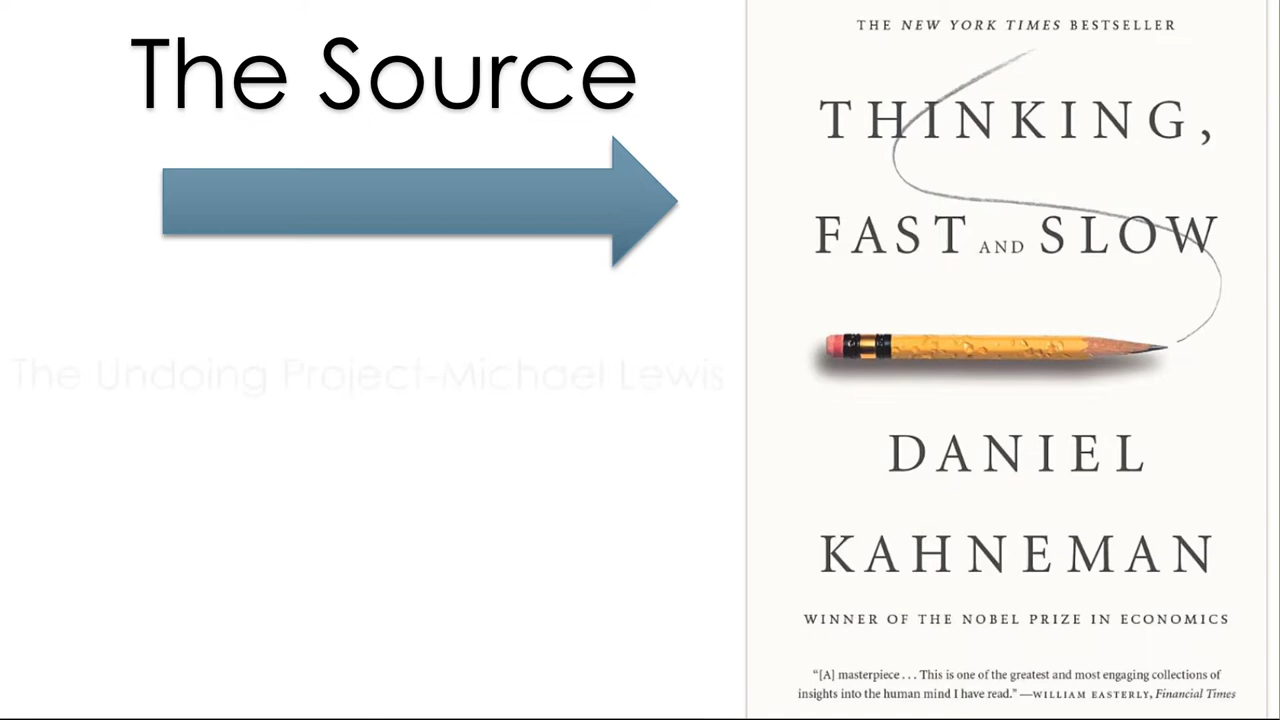 The Source
The Undoing Project-Michael Lewis
THE NEW YORK TIMES BESTSELLER
THINKING,
FAST AND SLOW
DANIEL
KAHNEMAN
WINNER OF THE NOBEL PRIZE IN ECONOMICS
“[A] masterpiece . . . This is one of the greatest and most engaging collections of
insights into the human mind I have read.” —WILLIAM EASTERLY, Financial Times